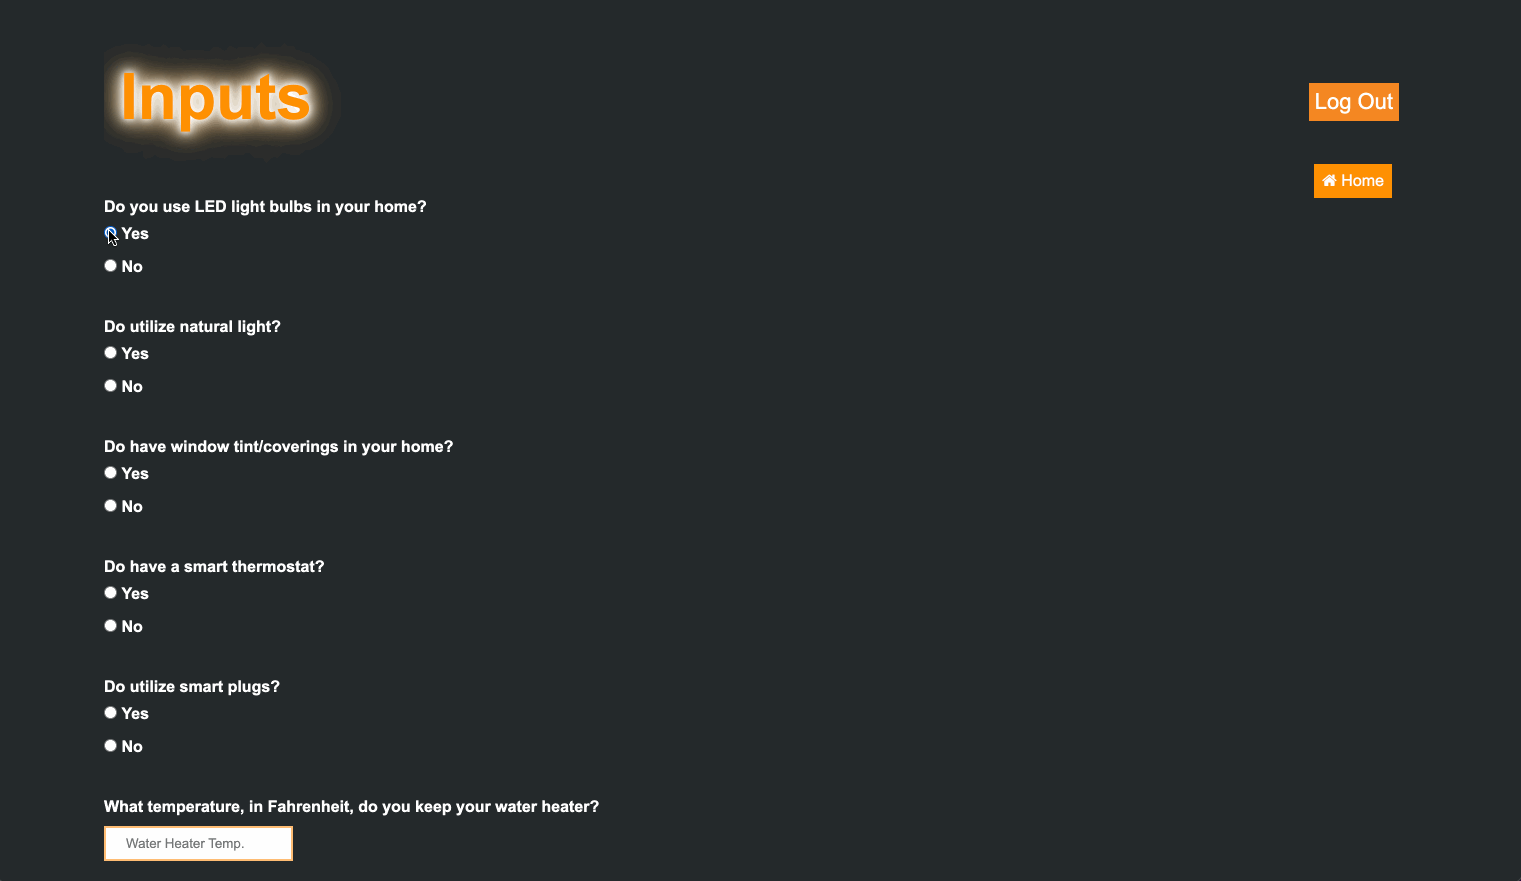 Inputs
Log Out
Home
Do you use LED light bulbs in your home?
Yes
No
Do utilize natural light?
Yes
No
Do have window tint/coverings in your home?
Yes
No
Do have a smart thermostat?
Yes
No
Do utilize smart plugs?
Yes
No
What temperature, in Fahrenheit, do you keep your water heater?
Water Heater Temp.